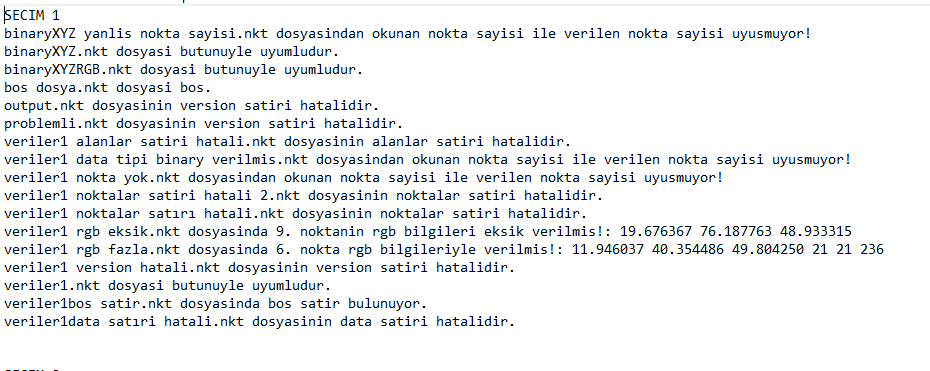 SECIM 1
binaryXYZ yanlis nokta sayisi.nkt dosyasindan okunan nokta sayisi ile verilen nokta sayisi uyusmuyor!
binaryXYZ.nkt dosyasi butunuyle uyumludur.
binaryXYZRGB.nkt dosyasi butunuyle uyumludur.
bos dosya.nkt dosyasi bos.
output.nkt dosyasinin version satiri hatalidir.
problemli.nkt dosyasinin version satiri hatalidir.
veriler1 alanlar satiri hatali.nkt dosyasinin alanlar satiri hatalidir.
veriler1 data tipi binary verilmis.nkt dosyasindan okunan nokta sayisi ile verilen nokta sayisi uyusmuyor!
veriler1 nokta yok.nkt dosyasindan okunan nokta sayisi ile verilen nokta sayisi uyusmuyor!
veriler1 noktalar satiri hatali 2.nkt dosyasinin noktalar satiri hatalidir.
veriler1 noktalar satırı hatali.nkt dosyasinin noktalar satiri hatalidir.
veriler1 rgb eksik.nkt dosyasinda 9. noktanin rgb bilgileri eksik verilmis!: 19.676367 76.187763 48.933315
veriler1 rgb fazla.nkt dosyasinda 6. nokta rgb bilgileriyle verilmis!: 11.946037 40.354486 49.804250 21 21 236
veriler1 version hatali.nkt dosyasinin version satiri hatalidir.
veriler1.nkt dosyasi butunuyle uyumludur.
veriler1bos satir.nkt dosyasinda bos satir bulunuyor.
veriler1data satıri hatali.nkt dosyasinin data satiri hatalidir.